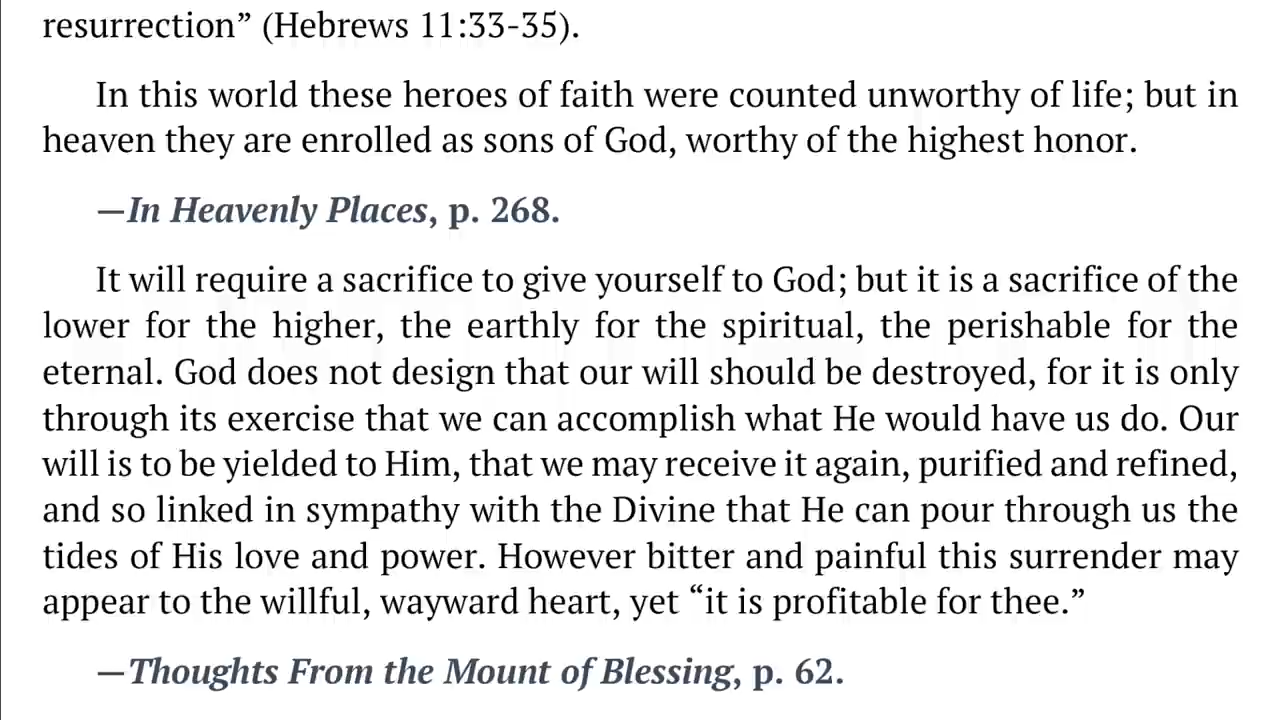 resurrection” (Hebrews 11:33-35).
In this world these heroes of faith were counted unworthy of life; but in
heaven they are enrolled as sons of God, worthy of the highest honor.
—In Heavenly Places, p. 268.
It will require a sacrifice to give yourself to God; but it is a sacrifice of the
lower for the higher, the earthly for the spiritual, the perishable for the
eternal. God does not design that our will should be destroyed, for it is only
through its exercise that we can accomplish what He would have us do. Our
will is to be yielded to Him, that we may receive it again, purified and refined,
and so linked in sympathy with the Divine that He can pour through us the
tides of His love and power. However bitter and painful this surrender may
appear to the willful, wayward heart, yet “it is profitable for thee.”
—Thoughts From the Mount of Blessing, p. 62.